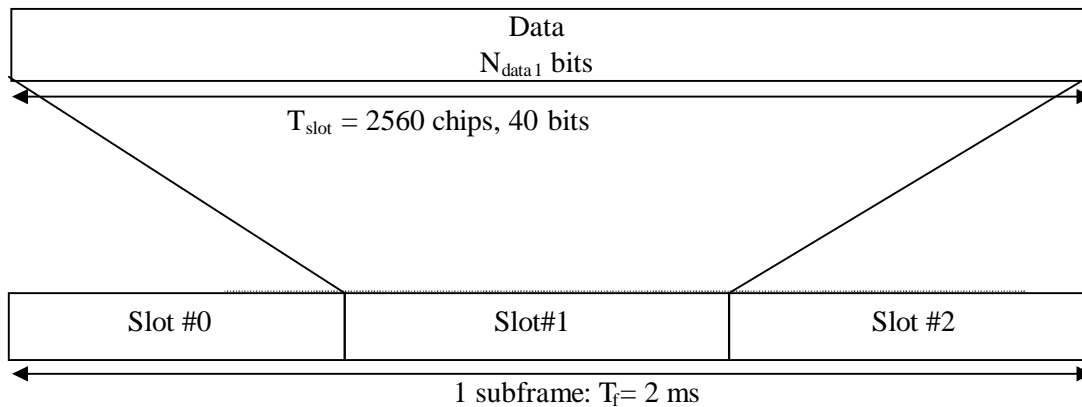 Data
N_data1 bits
T_slot = 2560 chips, 40 bits
Slot #0 Slot#1 Slot #2
1 subframe: T_f= 2 ms